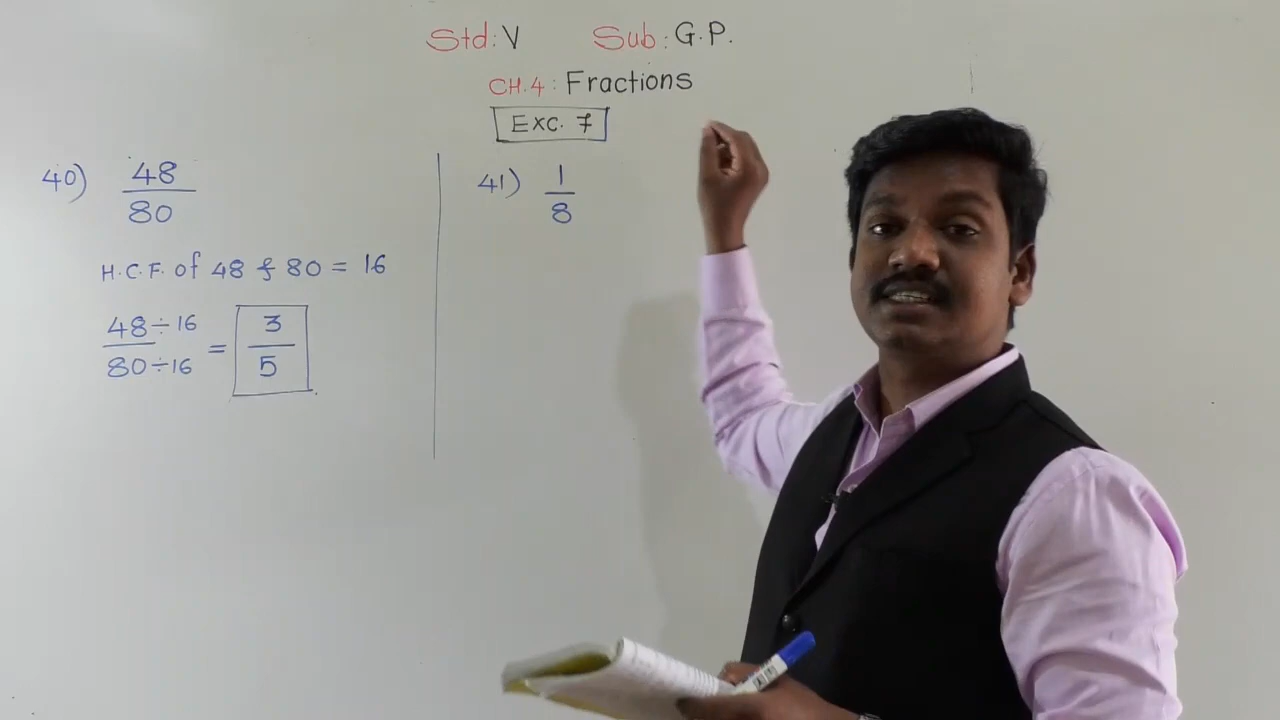 Std: V Sub: G.P.
CH.4: Fractions
Exc. 7
40) 48
80
H.C.F. of 48 & 80 = 16
48 ÷ 16
80 ÷ 16
= 3
5
41) 1
8